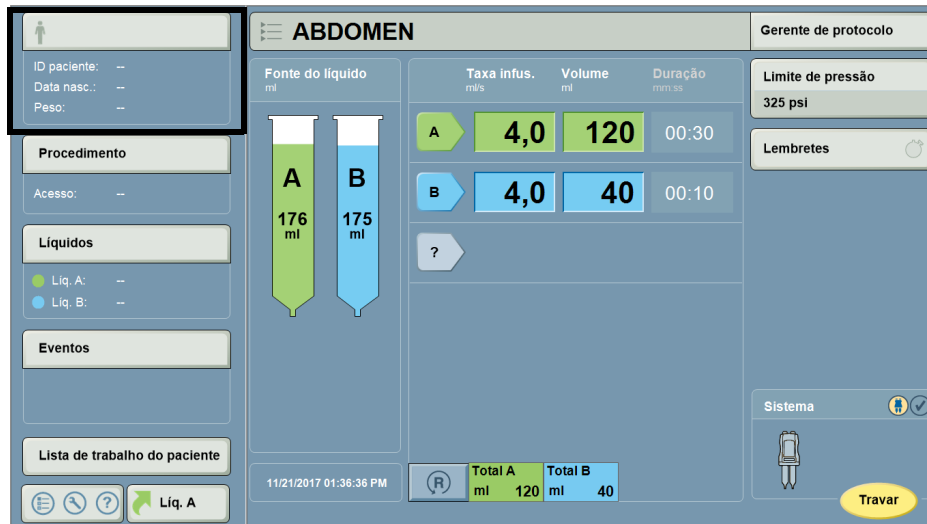 ABDOMEN
Gerente de protocolo
ID paciente: --
Data nasc.: --
Peso: --
Procedimento
Acesso: --
Líquidos
Líq. A: --
Líq. B: --
Eventos
Lista de trabalho do paciente
?
Líq. A
Fonte do líquido
ml
A
176
ml
B
175
ml
11/21/2017 01:36:36 PM
Taxa infus. Volume Duração
ml/s ml mm:ss
A 4,0 120 00:30
B 4,0 40 00:10
?
R
Total A
ml 120
Total B
ml 40
Limite de pressão
325 psi
Lembretes
Sistema
Travar